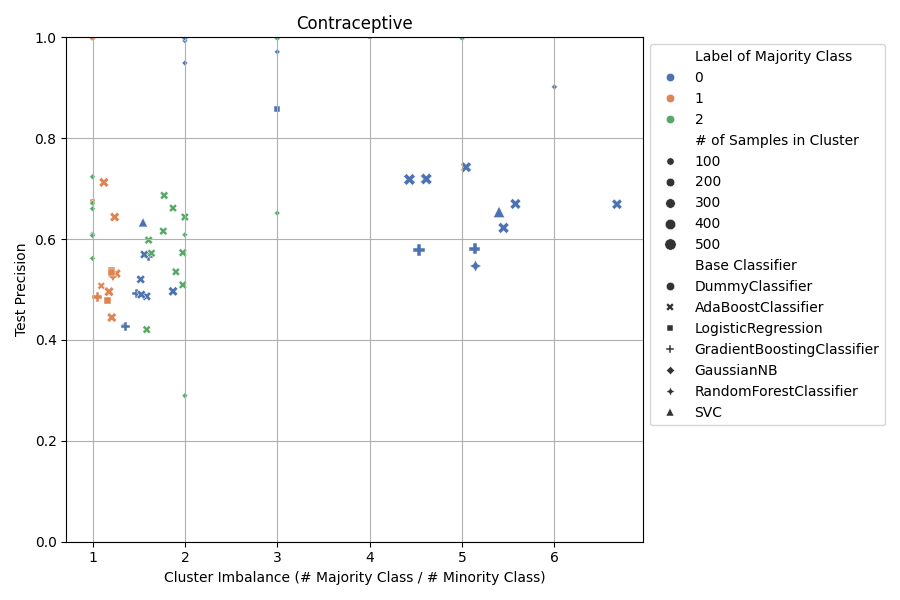 Contraceptive
Test Precision
1.0
0.8
0.6
0.4
0.2
0.0
1 2 3 4 5 6
Cluster Imbalance (# Majority Class / # Minority Class)
Label of Majority Class
0
1
2
# of Samples in Cluster
100
200
300
400
500
Base Classifier
DummyClassifier
AdaBoostClassifier
LogisticRegression
GradientBoostingClassifier
GaussianNB
RandomForestClassifier
SVC